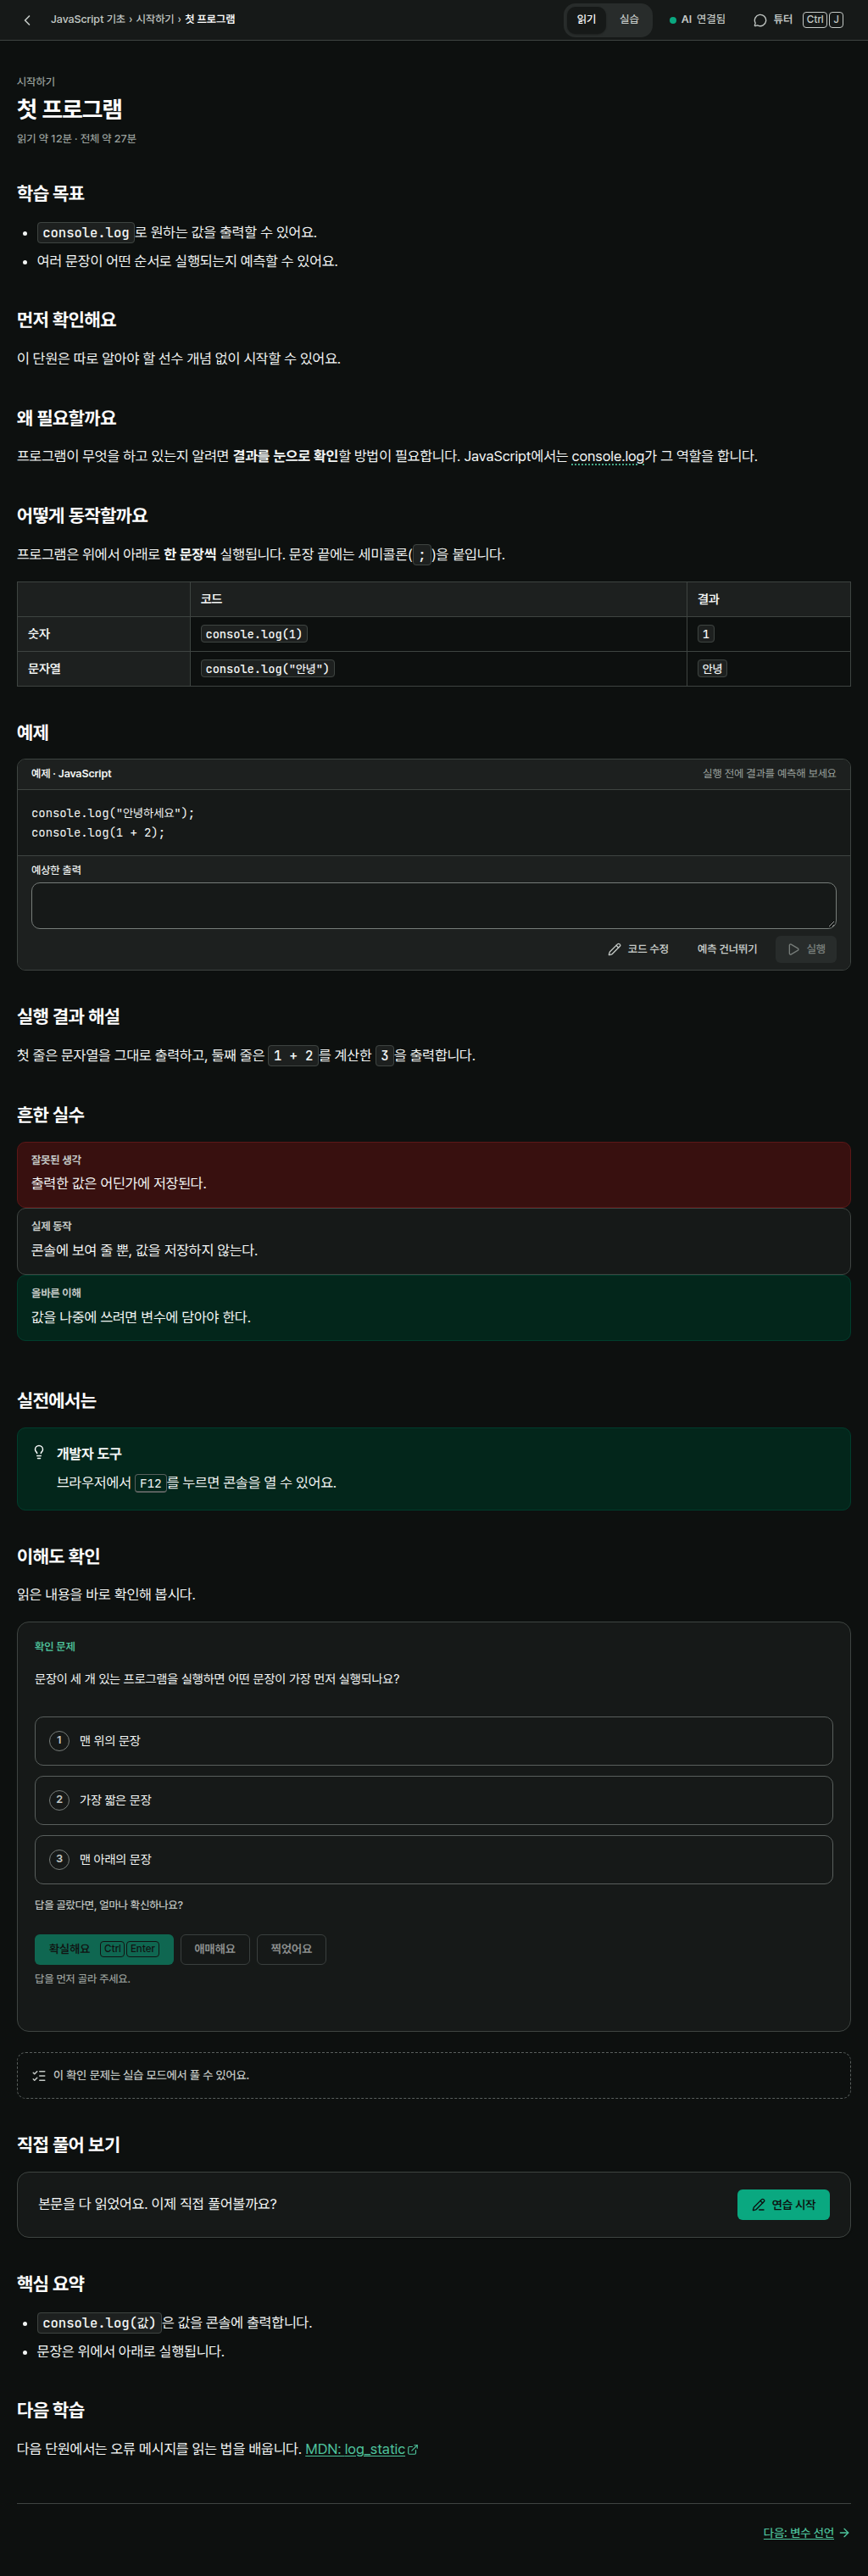 JavaScript 기초 › 시작하기 › 첫 프로그램
읽기 실습 AI 연결됨 튜터 Ctrl J
시작하기
첫 프로그램
읽기 약 12분 · 전체 약 27분
학습 목표
console.log로 원하는 값을 출력할 수 있어요.
여러 문장이 어떤 순서로 실행되는지 예측할 수 있어요.
먼저 확인해요
이 단원은 따로 알아야 할 선수 개념 없이 시작할 수 있어요.
왜 필요할까요
프로그램이 무엇을 하고 있는지 알려면 결과를 눈으로 확인할 방법이 필요합니다. JavaScript에서는 console.log가 그 역할을 합니다.
어떻게 동작할까요
프로그램은 위에서 아래로 한 문장씩 실행됩니다. 문장 끝에는 세미콜론(;)을 붙입니다.
코드 결과
숫자 console.log(1) 1
문자열 console.log("안녕") 안녕
예제
예제 · JavaScript 실행 전에 결과를 예측해 보세요
console.log("안녕하세요");
console.log(1 + 2);
예상한 출력
코드 수정 예측 건너뛰기 실행
실행 결과 해설
첫 줄은 문자열을 그대로 출력하고, 둘째 줄은 1 + 2를 계산한 3을 출력합니다.
흔한 실수
잘못된 생각
출력한 값은 어딘가에 저장된다.
실제 동작
콘솔에 보여 줄 뿐, 값을 저장하지 않는다.
올바른 이해
값을 나중에 쓰려면 변수에 담아야 한다.
실전에서는
개발자 도구
브라우저에서 F12를 누르면 콘솔을 열 수 있어요.
이해도 확인
읽은 내용을 바로 확인해 봅시다.
확인 문제
문장이 세 개 있는 프로그램을 실행하면 어떤 문장이 가장 먼저 실행되나요?
1 맨 위의 문장
2 가장 짧은 문장
3 맨 아래의 문장
답을 골랐다면, 얼마나 확신하나요?
확실해요 Ctrl Enter 애매해요 찍었어요
답을 먼저 골라 주세요.
이 확인 문제는 실습 모드에서 풀 수 있어요.
직접 풀어 보기
본문을 다 읽었어요. 이제 직접 풀어볼까요? 연습 시작
핵심 요약
console.log(값)은 값을 콘솔에 출력합니다.
문장은 위에서 아래로 실행됩니다.
다음 학습
다음 단원에서는 오류 메시지를 읽는 법을 배웁니다. MDN: log_static
다음: 변수 선언 →